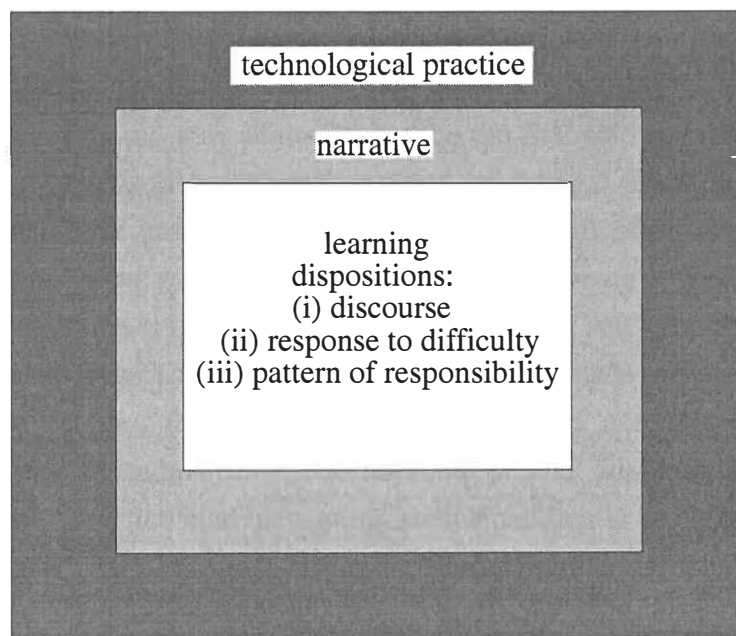 technological practice
narrative
learning
dispositions:
(i) discourse
(ii) response to difficulty
(iii) pattern of responsibility